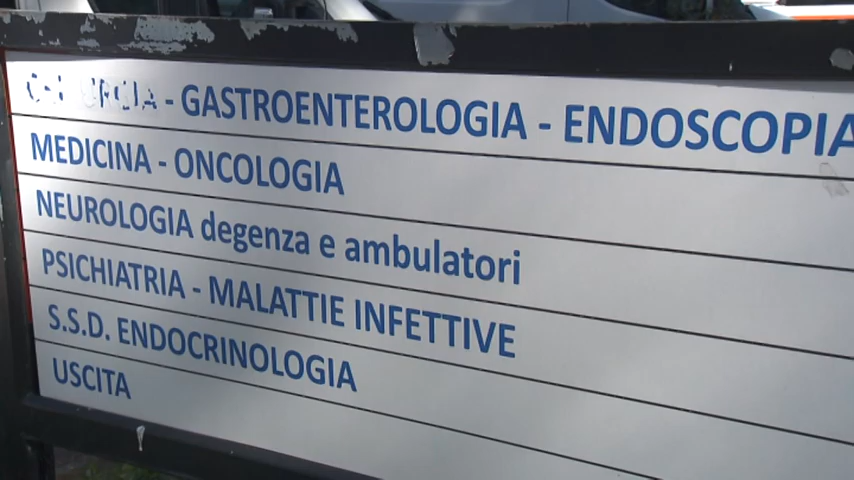 - GASTROENTEROLOGIA - ENDOSCOPIA
MEDICINA - ONCOLOGIA
NEUROLOGIA degenza e ambulatori
PSICHIATRIA - MALATTIE INFETTIVE
S.S.D. ENDOCRINOLOGIA
USCITA